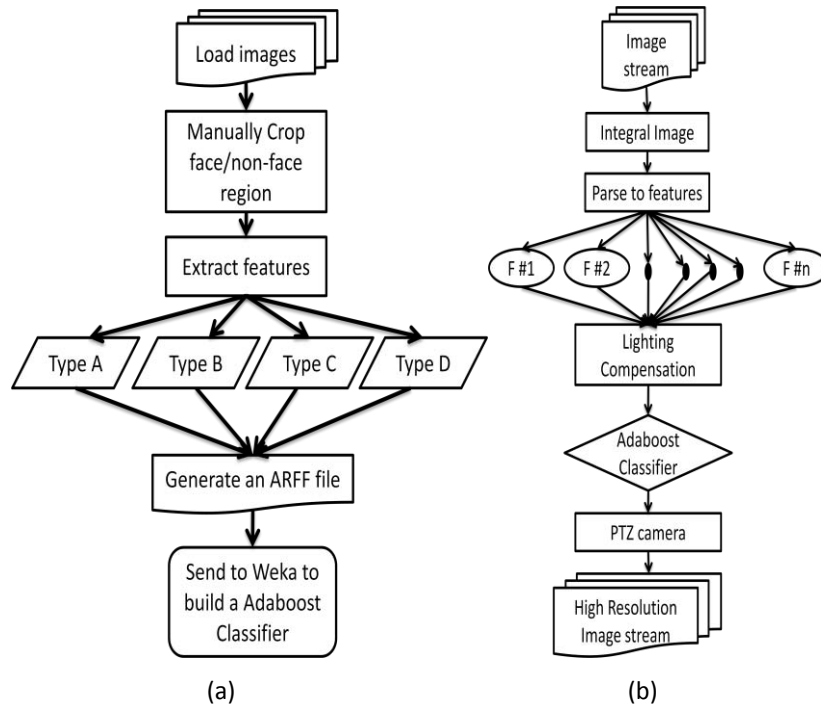 Load images
Manually Crop
face/non-face
region
Extract features
Type A
Type B
Type C
Type D
Generate an ARFF file
Send to Weka to
build a Adaboost
Classifier
(a)
Image
stream
Integral Image
Parse to features
F #1
F #2
F #n
Lighting
Compensation
Adaboost
Classifier
PTZ camera
High Resolution
Image stream
(b)